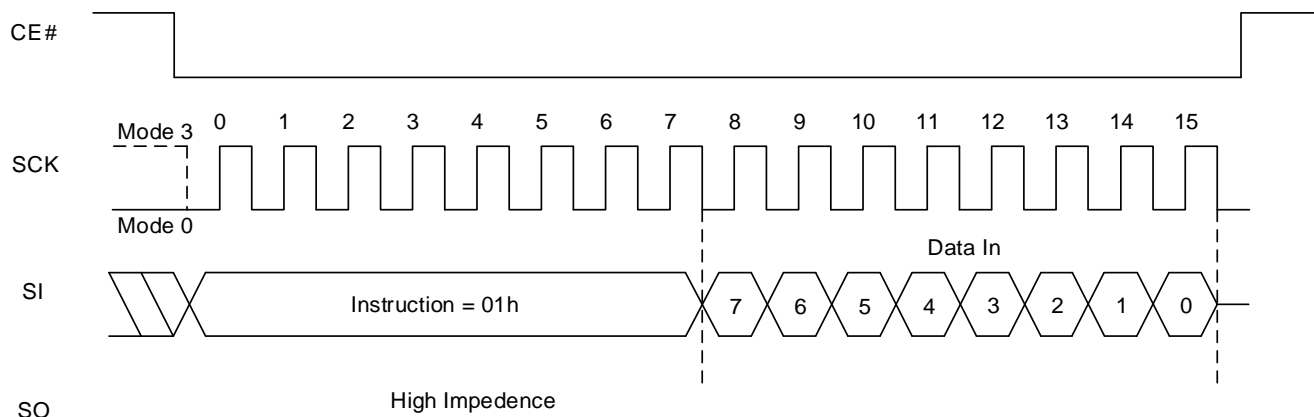 CE#
Mode 3 0 1 2 3 4 5 6 7 8 9 10 11 12 13 14 15
SCK
Mode 0
Data In
SI Instruction = 01h 7 6 5 4 3 2 1 0
High Impedence
SO